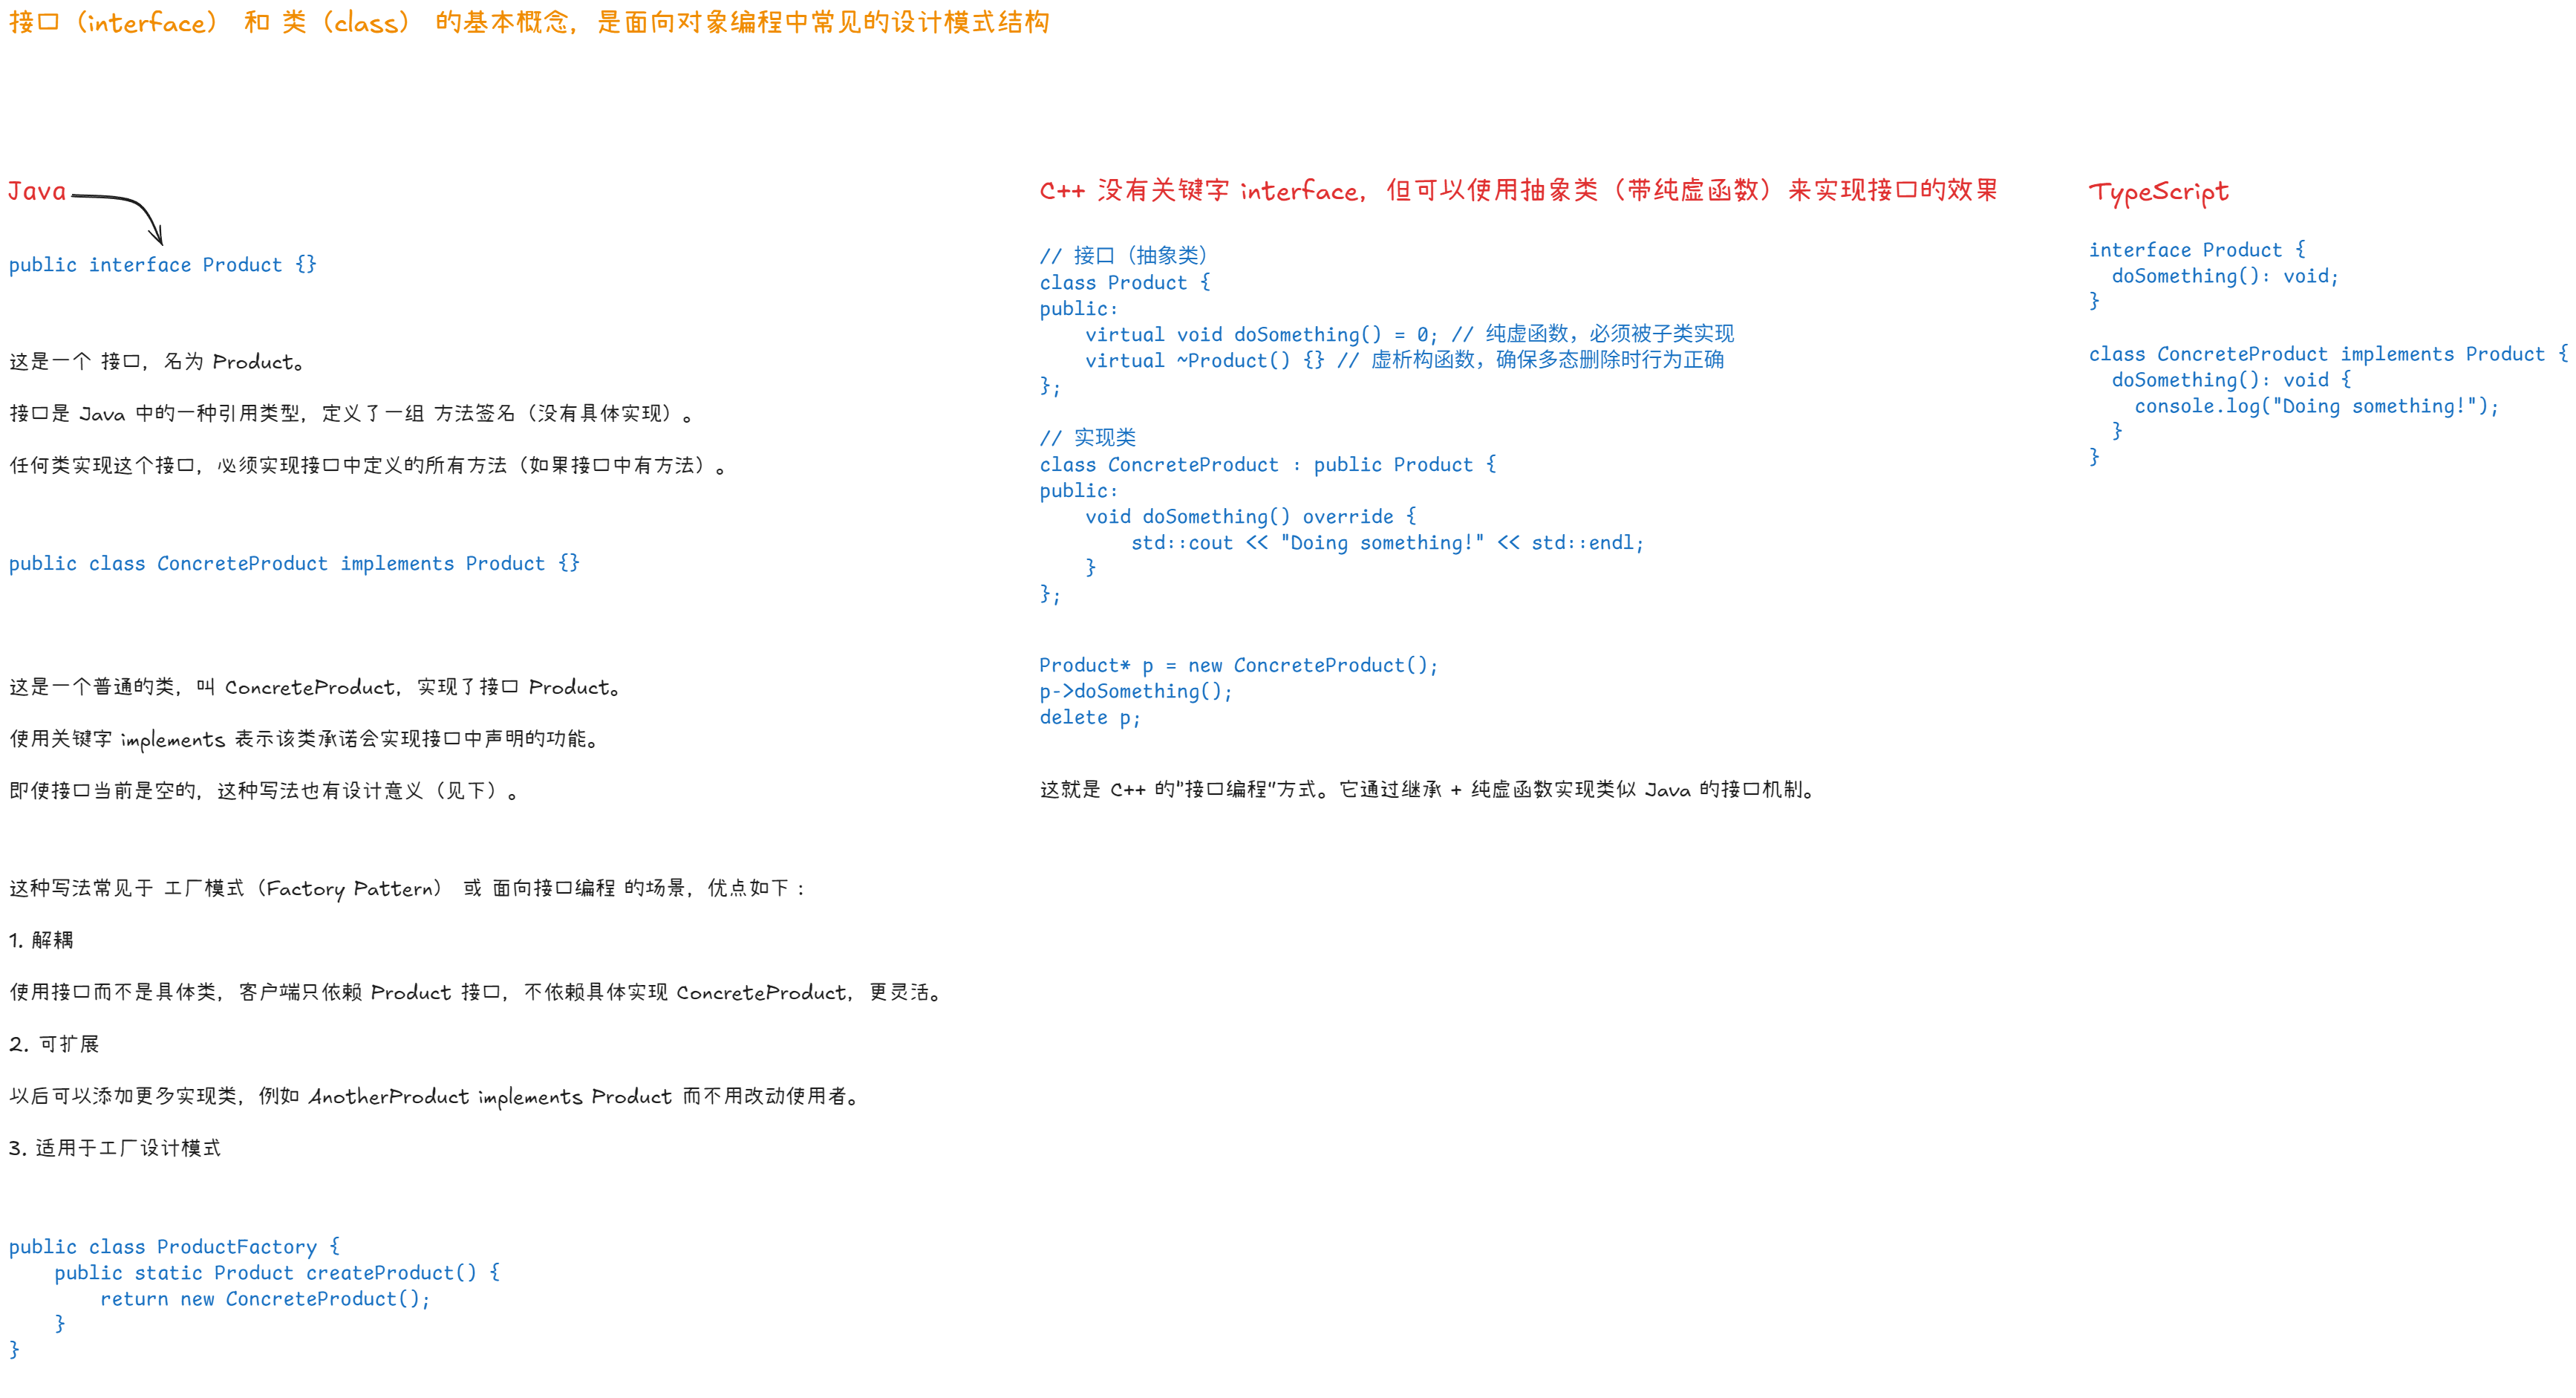 接口（interface） 和 类（class） 的基本概念，是面向对象编程中常见的设计模式结构
Java
public interface Product {}
这是一个 接口，名为 Product。
接口是 Java 中的一种引用类型，定义了一组 方法签名（没有具体实现）。
任何类实现这个接口，必须实现接口中定义的所有方法（如果接口中有方法）。
public class ConcreteProduct implements Product {}
这是一个普通的类，叫 ConcreteProduct，实现了接口 Product。
使用关键字 implements 表示该类承诺会实现接口中声明的功能。
即使接口当前是空的，这种写法也有设计意义（见下）。
这种写法常见于 工厂模式（Factory Pattern） 或 面向接口编程 的场景，优点如下：
1. 解耦
使用接口而不是具体类，客户端只依赖 Product 接口，不依赖具体实现 ConcreteProduct，更灵活。
2. 可扩展
以后可以添加更多实现类，例如 AnotherProduct implements Product 而不用改动使用者。
3. 适用于工厂设计模式
public class ProductFactory {
    public static Product createProduct() {
        return new ConcreteProduct();
    }
}
C++ 没有关键字 interface，但可以使用抽象类（带纯虚函数）来实现接口的效果
// 接口（抽象类）
class Product {
public:
    virtual void doSomething() = 0; // 纯虚函数，必须被子类实现
    virtual ~Product() {} // 虚析构函数，确保多态删除时行为正确
};
// 实现类
class ConcreteProduct : public Product {
public:
    void doSomething() override {
        std::cout << "Doing something!" << std::endl;
    }
};
Product* p = new ConcreteProduct();
p->doSomething();
delete p;
这就是 C++ 的"接口编程"方式。它通过继承 + 纯虚函数实现类似 Java 的接口机制。
TypeScript
interface Product {
  doSomething(): void;
}
class ConcreteProduct implements Product {
  doSomething(): void {
    console.log("Doing something!");
  }
}